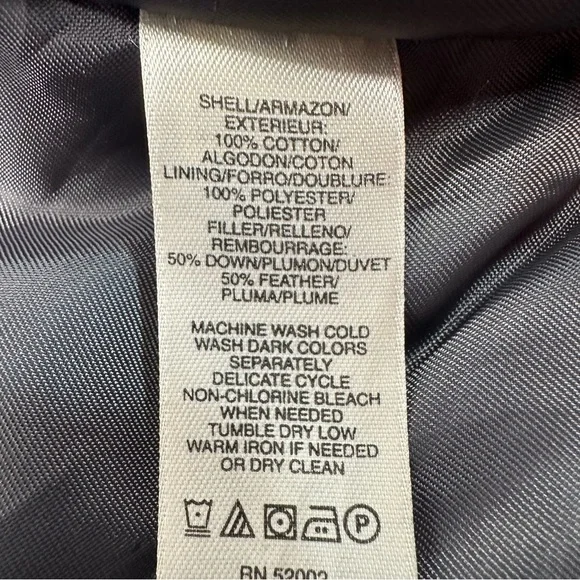 SHELL/ARMAZON/
EXTERIEUR:
100% COTTON/
ALGODON/COTON
LINING/FORRO/DOUBLURE:
100% POLYESTER/
POLIESTER
FILLER/RELLENO/
REMBOURRAGE:
50% DOWN/PLUMON/DUVET
50% FEATHER/
PLUMA/PLUME
MACHINE WASH COLD
WASH DARK COLORS
SEPARATELY
DELICATE CYCLE
NON-CHLORINE BLEACH
WHEN NEEDED
TUMBLE DRY LOW
WARM IRON IF NEEDED
OR DRY CLEAN
P
RN 52002